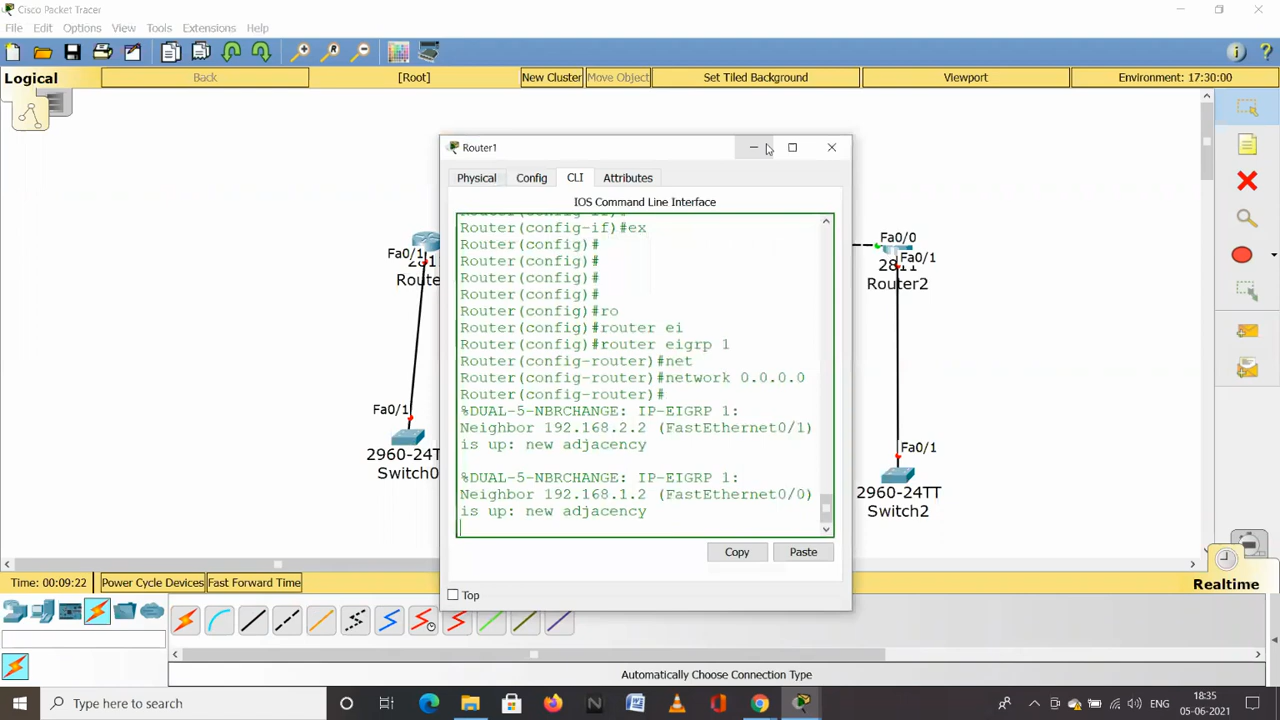 Cisco Packet Tracer
File Edit Options View Tools Extensions Help
Logical Back [Root] New Cluster Move Object Set Tiled Background Viewport Environment: 17:30:00
Router1
Physical Config CLI Attributes
IOS Command Line Interface
Router(config-if)#ex
Router(config)#
Router(config)#
Router(config)#
Router(config)#
Router(config)#ro
Router(config)#router ei
Router(config)#router eigrp 1
Router(config-router)#net
Router(config-router)#network 0.0.0.0
Router(config-router)#
%DUAL-5-NBRCHANGE: IP-EIGRP 1:
Neighbor 192.168.2.2 (FastEthernet0/1)
is up: new adjacency
%DUAL-5-NBRCHANGE: IP-EIGRP 1:
Neighbor 192.168.1.2 (FastEthernet0/0)
is up: new adjacency
Copy Paste
Top
Fa0/1
Fa0/1
2960-24TT
Switch0
Fa0/0
Fa0/1
2811
Router2
Fa0/1
2960-24TT
Switch2
Time: 00:09:22 Power Cycle Devices Fast Forward Time
Realtime
Automatically Choose Connection Type
Type here to search
ENG
18:35
05-06-2021